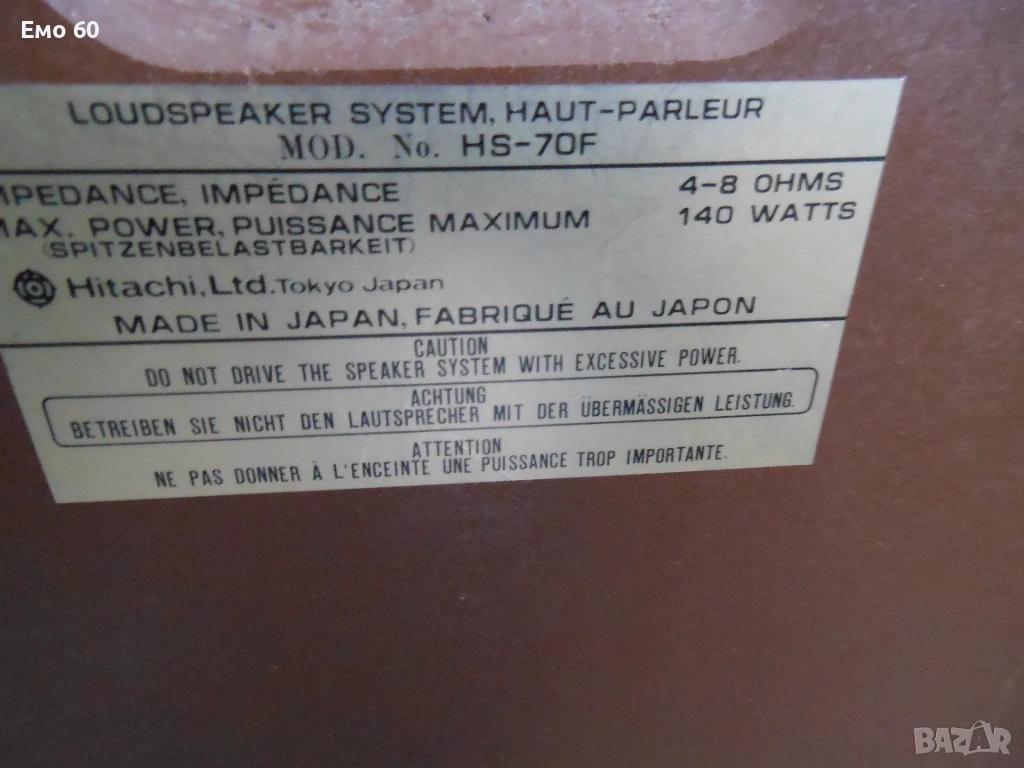 Емо 60
LOUDSPEAKER SYSTEM, HAUT-PARLEUR
MOD. No. HS-70F
MPEDANCE, IMPÉDANCE 4-8 OHMS
MAX. POWER, PUISSANCE MAXIMUM 140 WATTS
(SPITZENBELASTBARKEIT)
Hitachi, Ltd. Tokyo Japan
MADE IN JAPAN, FABRIQUÉ AU JAPON
CAUTION
DO NOT DRIVE THE SPEAKER SYSTEM WITH EXCESSIVE POWER.
ACHTUNG
BETREIBEN SIE NICHT DEN LAUTSPRECHER MIT DER ÜBERMÄSSIGEN LEISTUNG.
ATTENTION
NE PAS DONNER À L'ENCEINTE UNE PUISSANCE TROP IMPORTANTE.
BAZAR